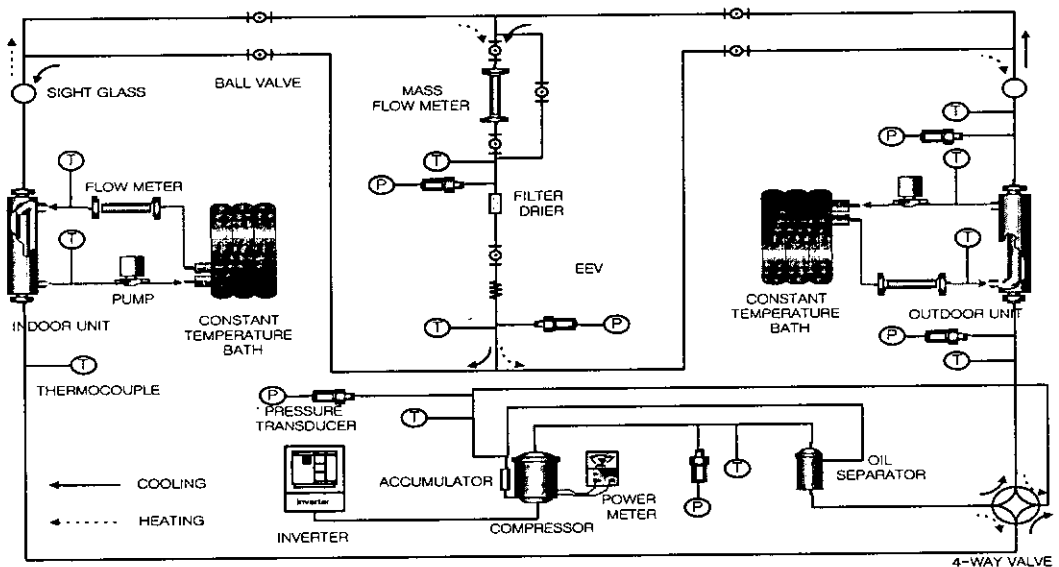 BALL VALVE
SIGHT GLASS
MASS
FLOW METER
T
P
T
T
P
T
FLOW METER
T
FILTER
DRIER
T
T
EEV
PUMP
CONSTANT
TEMPERATURE
BATH
INDOOR UNIT
CONSTANT
TEMPERATURE
BATH
OUTDOOR UNIT
T
P
P
T
T
THERMOCOUPLE
P
PRESSURE
TRANSDUCER
T
COOLING
HEATING
Inverter
INVERTER
ACCUMULATOR
COMPRESSOR
POWER
METER
T
P
OIL
SEPARATOR
4-WAY VALVE